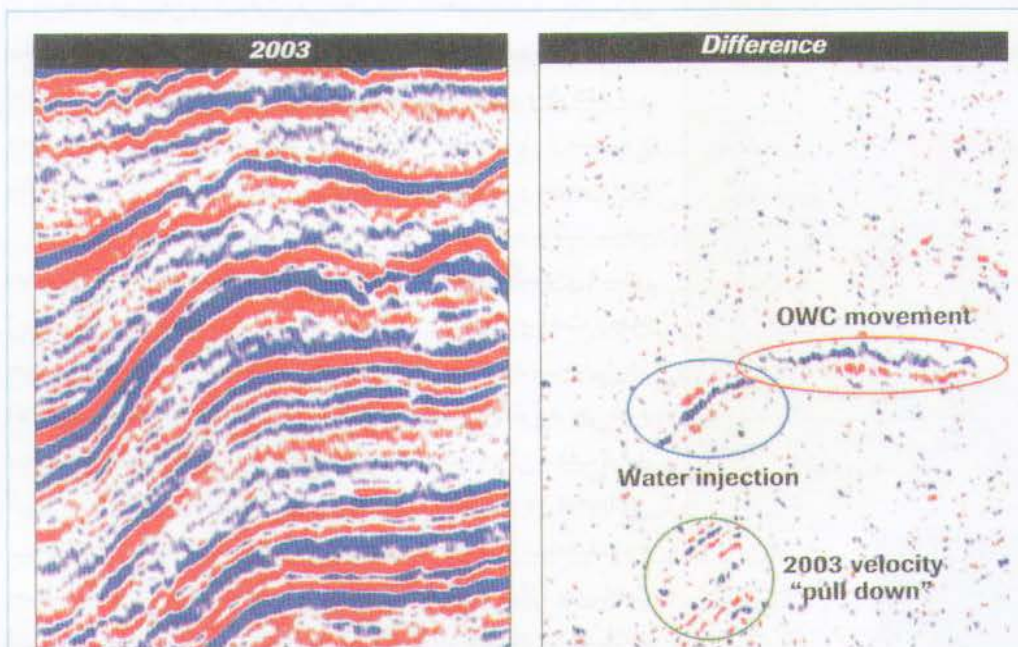 2003
Difference
OWC movement
Water injection
2003 velocity
"pull down"